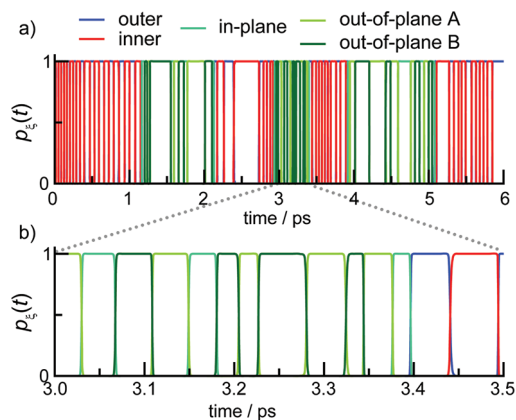 outer in-plane out-of-plane A
inner out-of-plane B
a)
1
pξ(t)
0
0 1 2 3 4 5 6
time / ps
b)
1
pξ(t)
0
3.0 3.1 3.2 3.3 3.4 3.5
time / ps